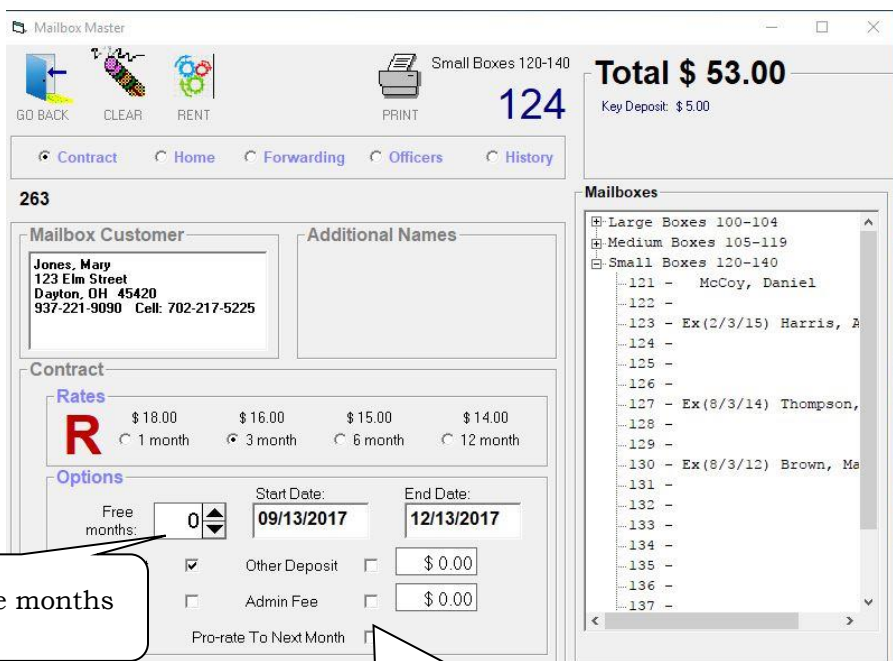 Mailbox Master
GO BACK
CLEAR
RENT
PRINT
Small Boxes 120-140
124
Total $ 53.00
Key Deposit: $ 5.00
Contract Home Forwarding Officers History
263
Mailbox Customer
Jones, Mary
123 Elm Street
Dayton, OH 45420
937-221-9090 Cell: 702-217-5225
Additional Names
Contract
Rates
R
$ 18.00 $ 16.00 $ 15.00 $ 14.00
1 month 3 month 6 month 12 month
Options
Free months:
0
Start Date:
09/13/2017
End Date:
12/13/2017
Other Deposit $ 0.00
Admin Fee $ 0.00
Pro-rate To Next Month
months
Mailboxes
Large Boxes 100-104
Medium Boxes 105-119
Small Boxes 120-140
121 - McCoy, Daniel
122 -
123 - Ex(2/3/15) Harris, A
124 -
125 -
126 -
127 - Ex(8/3/14) Thompson,
128 -
129 -
130 - Ex(8/3/12) Brown, Ma
131 -
132 -
133 -
134 -
135 -
136 -
137 -